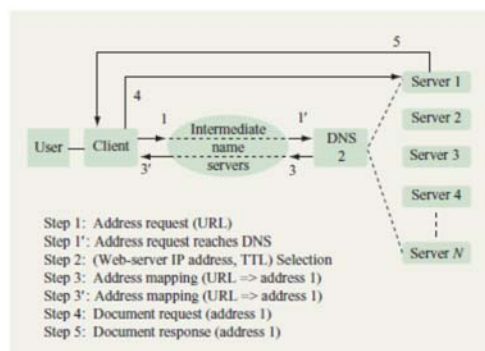 5
4
Server 1
1
1′
Intermediate
name
servers
User
Client
DNS
2
3′
3
Server 2
Server 3
Server 4
Server N
Step 1: Address request (URL)
Step 1′: Address request reaches DNS
Step 2: (Web-server IP address, TTL) Selection
Step 3: Address mapping (URL => address 1)
Step 3′: Address mapping (URL => address 1)
Step 4: Document request (address 1)
Step 5: Document response (address 1)